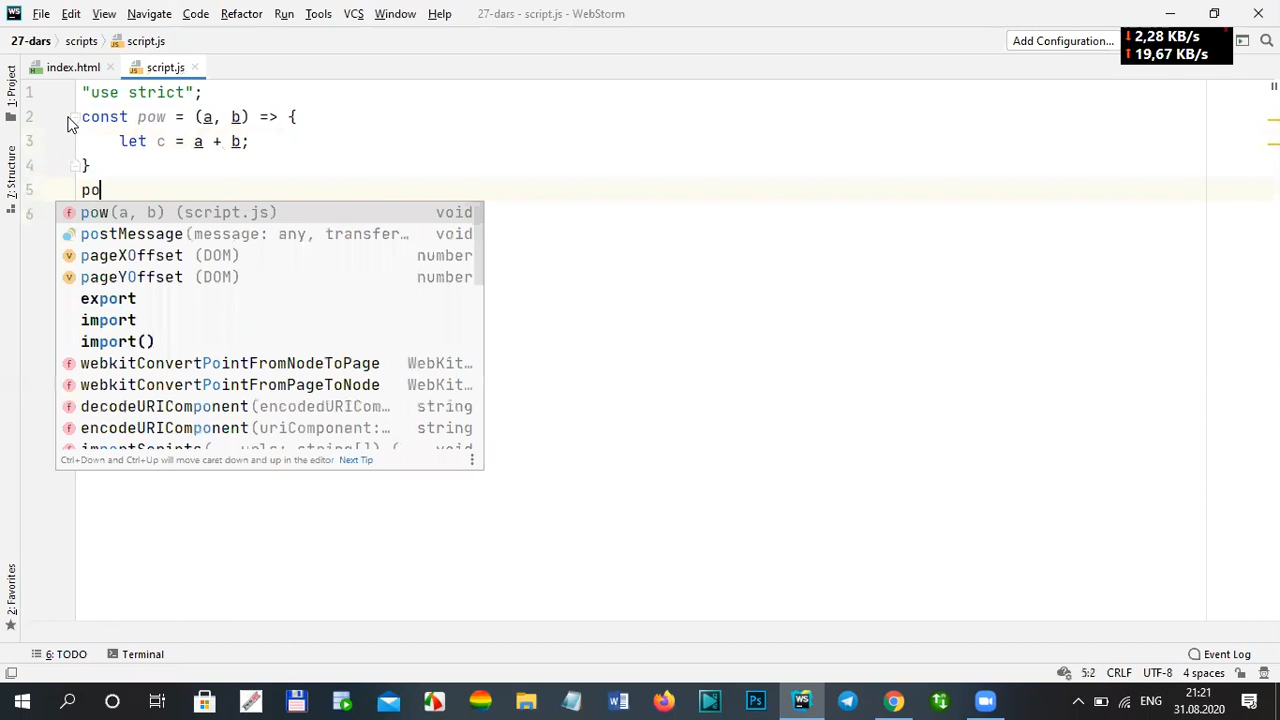 File Edit View Navigate Code Refactor Run Tools VCS Window Help 27-dars - script.js - WebStorm
2,28 KB/s
19,67 KB/s
27-dars scripts script.js Add Configuration...
index.html script.js
1: Project
7: Structure
2: Favorites
1 "use strict";
2 const pow = (a, b) => {
3 let c = a + b;
4 }
5 po
6
pow(a, b) (script.js) void
postMessage(message: any, transfer… void
pageXOffset (DOM) number
pageYOffset (DOM) number
export
import
import()
webkitConvertPointFromNodeToPage WebKit…
webkitConvertPointFromPageToNode WebKit…
decodeURIComponent(encodedURICom… string
encodeURIComponent(uriComponent:… string
importScripts(...urls: string[]) ( void
Ctrl+Down and Ctrl+Up will move caret down and up in the editor Next Tip
6: TODO Terminal Event Log
5:2 CRLF UTF-8 4 spaces
ENG 21:21
31.08.2020